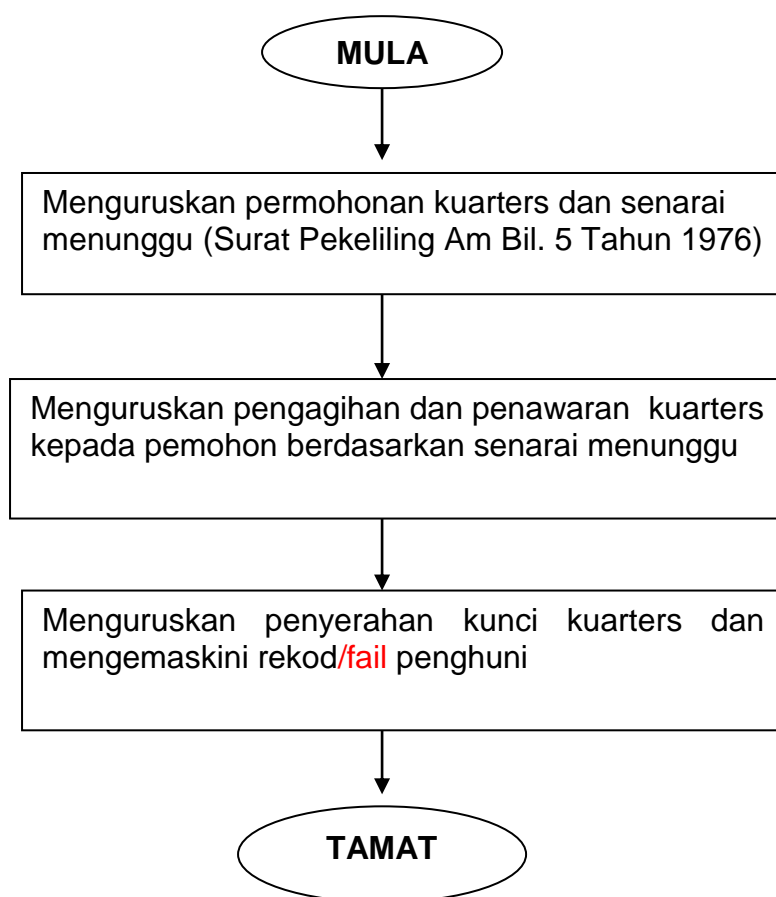 MULA
Menguruskan permohonan kuarters dan senarai
menunggu (Surat Pekeliling Am Bil. 5 Tahun 1976)
Menguruskan pengagihan dan penawaran kuarters
kepada pemohon berdasarkan senarai menunggu
Menguruskan penyerahan kunci kuarters dan
mengemaskini rekod/fail penghuni
TAMAT